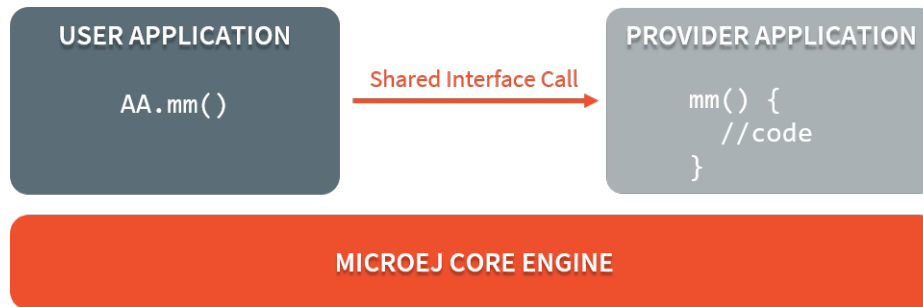 USER APPLICATION
AA.mm()
Shared Interface Call
PROVIDER APPLICATION
mm() {
//code
}
MICROEJ CORE ENGINE